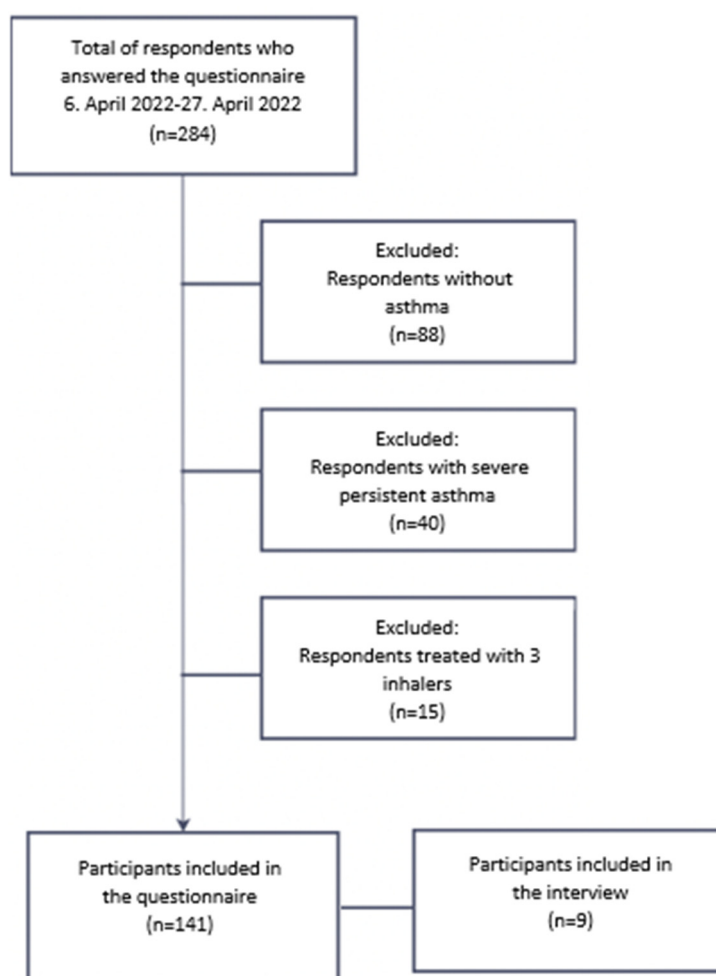 Total of respondents who
answered the questionnaire
6. April 2022-27. April 2022
(n=284)
Excluded:
Respondents without
asthma
(n=88)
Excluded:
Respondents with severe
persistent asthma
(n=40)
Excluded:
Respondents treated with 3
inhalers
(n=15)
Participants included in
the questionnaire
(n=141)
Participants included in
the interview
(n=9)